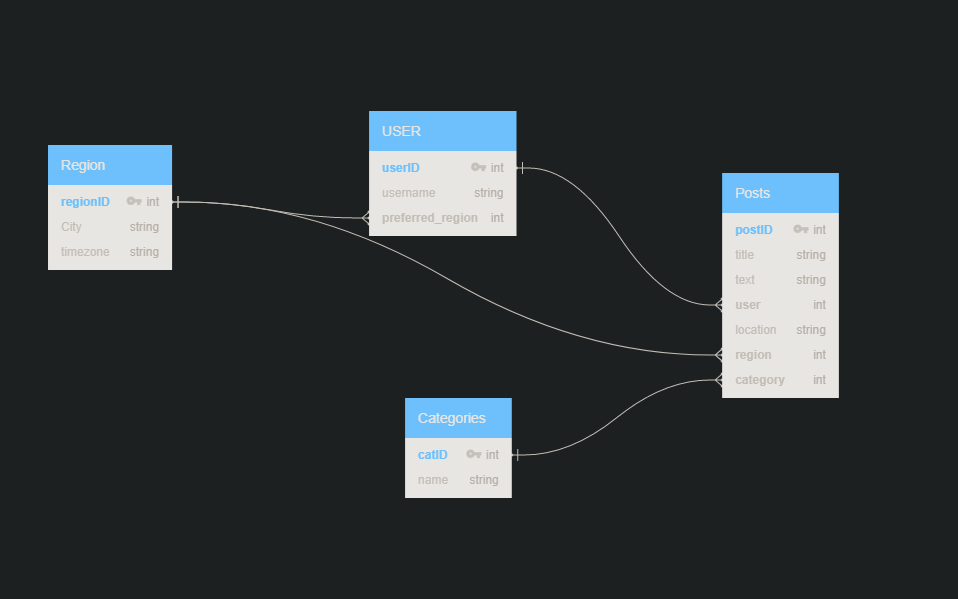 Region
regionID int
City string
timezone string
USER
userID int
username string
preferred_region int
Posts
postID int
title string
text string
user int
location string
region int
category int
Categories
catID int
name string